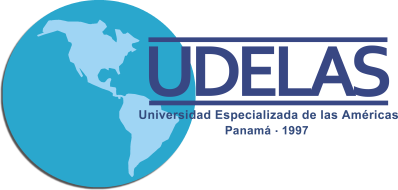 UDELAS
Universidad Especializada de las Américas
Panamá · 1997